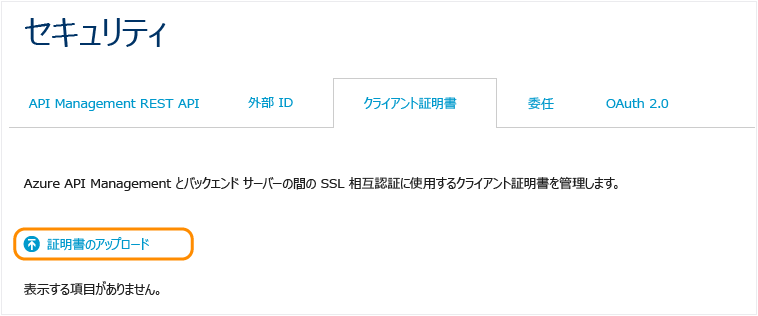 セキュリティ
API Management REST API 外部 ID クライアント証明書 委任 OAuth 2.0
Azure API Management とバックエンド サーバーの間の SSL 相互認証に使用するクライアント証明書を管理します。
証明書のアップロード
表示する項目がありません。